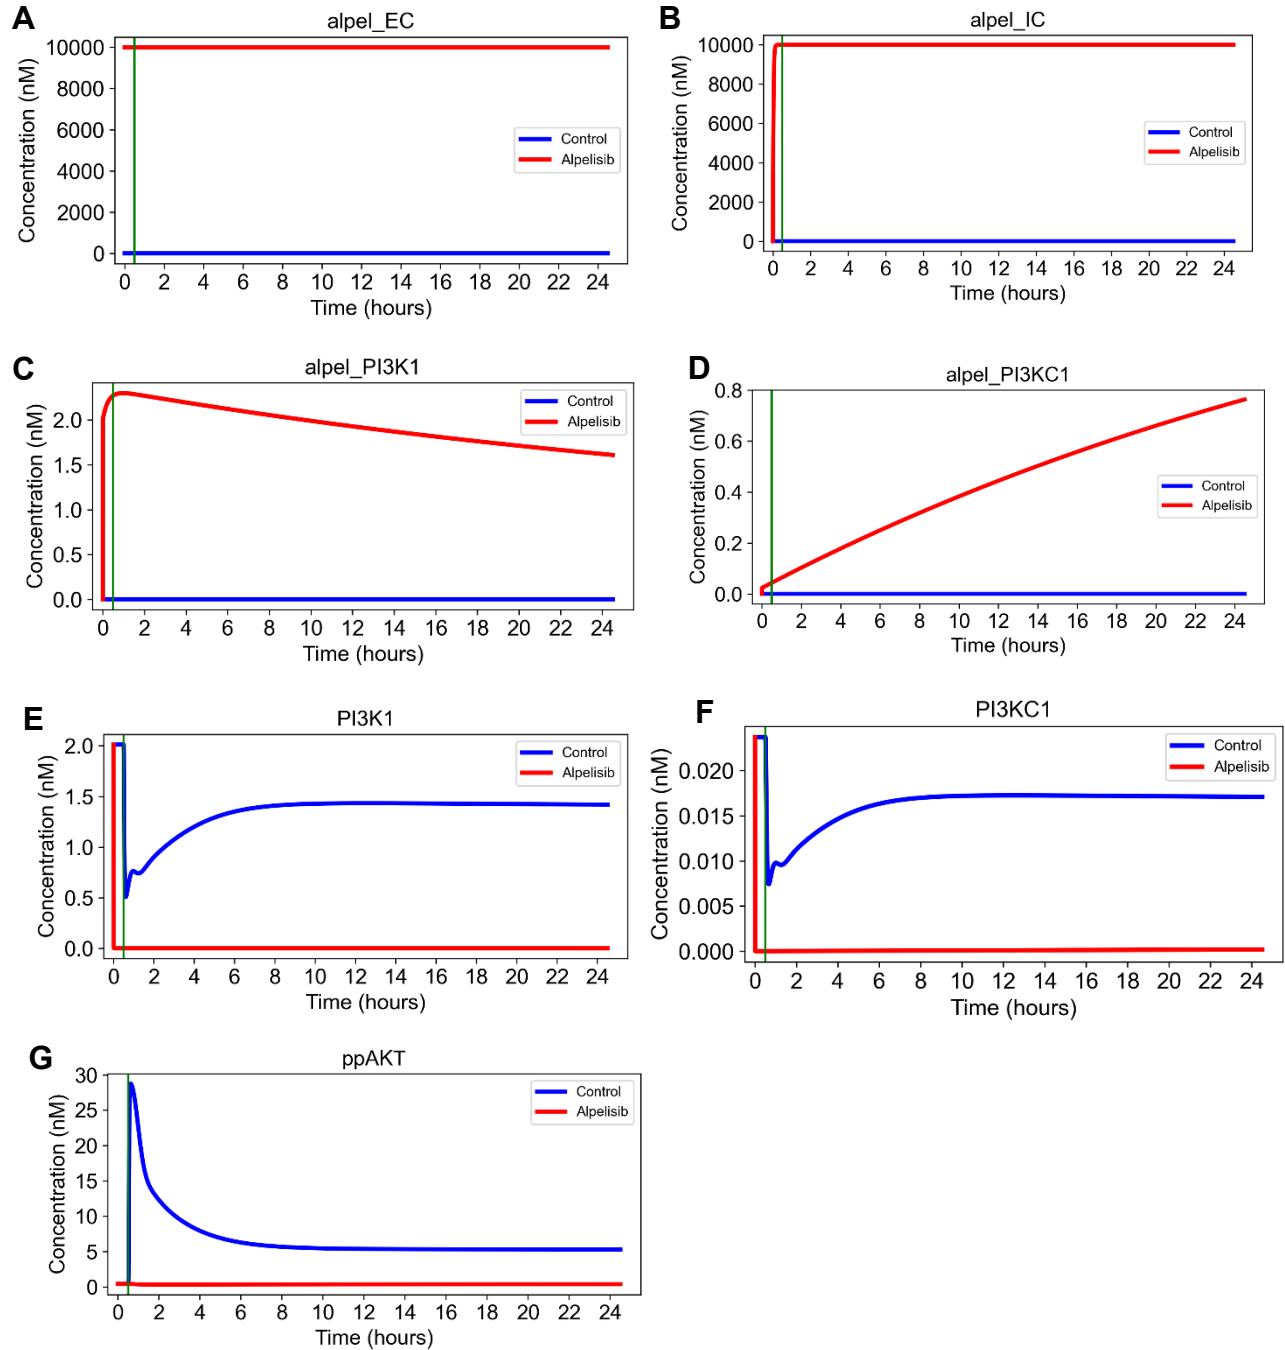 A
alpel_EC
Concentration (nM)
10000
8000
6000
4000
2000
0
Control
Alpelisib
0 2 4 6 8 10 12 14 16 18 20 22 24
Time (hours)
B
alpel_IC
Concentration (nM)
10000
8000
6000
4000
2000
0
Control
Alpelisib
0 2 4 6 8 10 12 14 16 18 20 22 24
Time (hours)
C
alpel_PI3K1
Concentration (nM)
2.0
1.5
1.0
0.5
0.0
Control
Alpelisib
0 2 4 6 8 10 12 14 16 18 20 22 24
Time (hours)
D
alpel_PI3KC1
Concentration (nM)
0.8
0.6
0.4
0.2
0.0
Control
Alpelisib
0 2 4 6 8 10 12 14 16 18 20 22 24
Time (hours)
E
PI3K1
Concentration (nM)
2.0
1.5
1.0
0.5
0.0
Control
Alpelisib
0 2 4 6 8 10 12 14 16 18 20 22 24
Time (hours)
F
PI3KC1
Concentration (nM)
0.020
0.015
0.010
0.005
0.000
Control
Alpelisib
0 2 4 6 8 10 12 14 16 18 20 22 24
Time (hours)
G
ppAKT
Concentration (nM)
30
25
20
15
10
5
0
Control
Alpelisib
0 2 4 6 8 10 12 14 16 18 20 22 24
Time (hours)